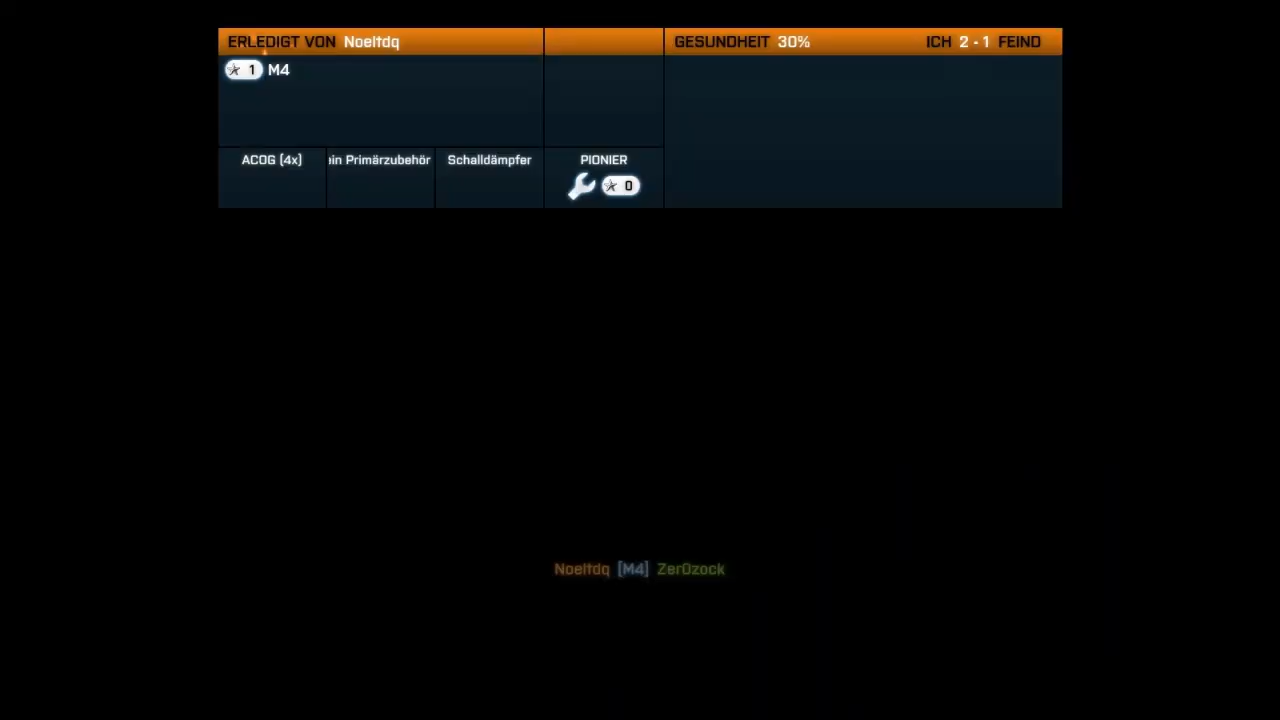 ERLEDIGT VON Noeltdq
GESUNDHEIT 30% ICH 2 - 1 FEIND
1 M4
ACOG (4x) ein Primärzubehör Schalldämpfer PIONIER
0
Noeltdq [M4] Zer0zock